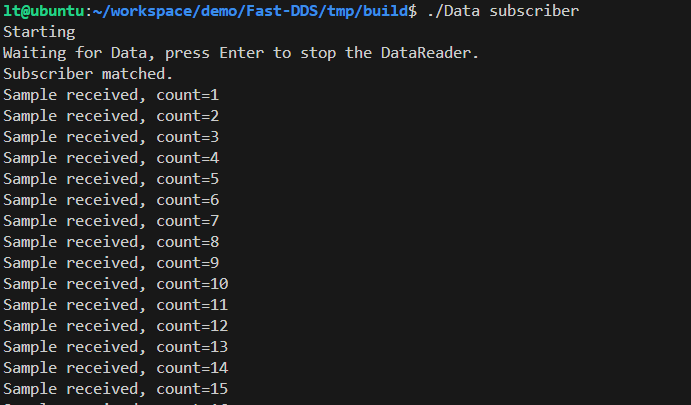 lt@ubuntu:~/workspace/demo/Fast-DDS/tmp/build$ ./Data subscriber
Starting
Waiting for Data, press Enter to stop the DataReader.
Subscriber matched.
Sample received, count=1
Sample received, count=2
Sample received, count=3
Sample received, count=4
Sample received, count=5
Sample received, count=6
Sample received, count=7
Sample received, count=8
Sample received, count=9
Sample received, count=10
Sample received, count=11
Sample received, count=12
Sample received, count=13
Sample received, count=14
Sample received, count=15